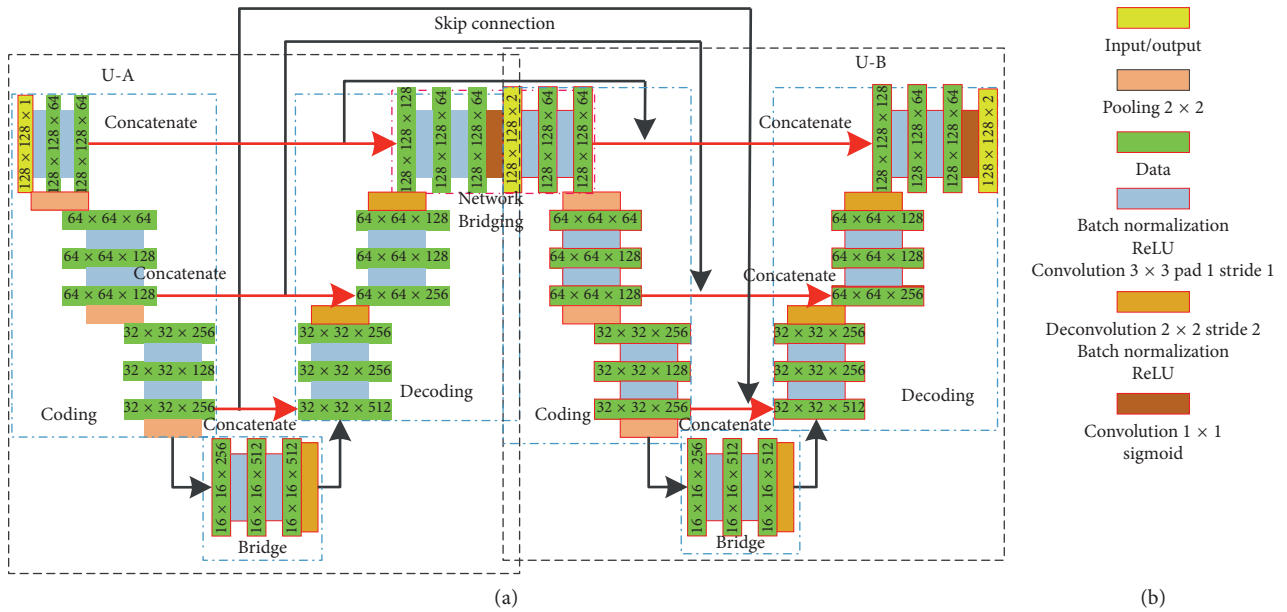 Skip connection
U-A
128 × 128 × 1
128 × 128 × 64
128 × 128 × 64
Concatenate
64 × 64 × 64
64 × 64 × 128
Concatenate
64 × 64 × 128
32 × 32 × 256
32 × 32 × 128
32 × 32 × 256
Coding
Concatenate
16 × 16 × 256
16 × 16 × 512
16 × 16 × 512
Bridge
32 × 32 × 512
32 × 32 × 256
32 × 32 × 256
Decoding
64 × 64 × 256
64 × 64 × 128
64 × 64 × 128
128 × 128 × 128
128 × 128 × 64
128 × 128 × 64
Network
Bridging
U-B
128 × 128 × 2
128 × 128 × 64
128 × 128 × 64
Concatenate
64 × 64 × 64
64 × 64 × 128
Concatenate
64 × 64 × 128
32 × 32 × 256
32 × 32 × 128
32 × 32 × 256
Coding
Concatenate
16 × 16 × 256
16 × 16 × 512
16 × 16 × 512
Bridge
32 × 32 × 512
32 × 32 × 256
32 × 32 × 256
Decoding
64 × 64 × 256
64 × 64 × 128
64 × 64 × 128
128 × 128 × 128
128 × 128 × 64
128 × 128 × 64
128 × 128 × 2
(a)
Input/output
Pooling 2 × 2
Data
Batch normalization
ReLU
Convolution 3 × 3 pad 1 stride 1
Deconvolution 2 × 2 stride 2
Batch normalization
ReLU
Convolution 1 × 1
sigmoid
(b)